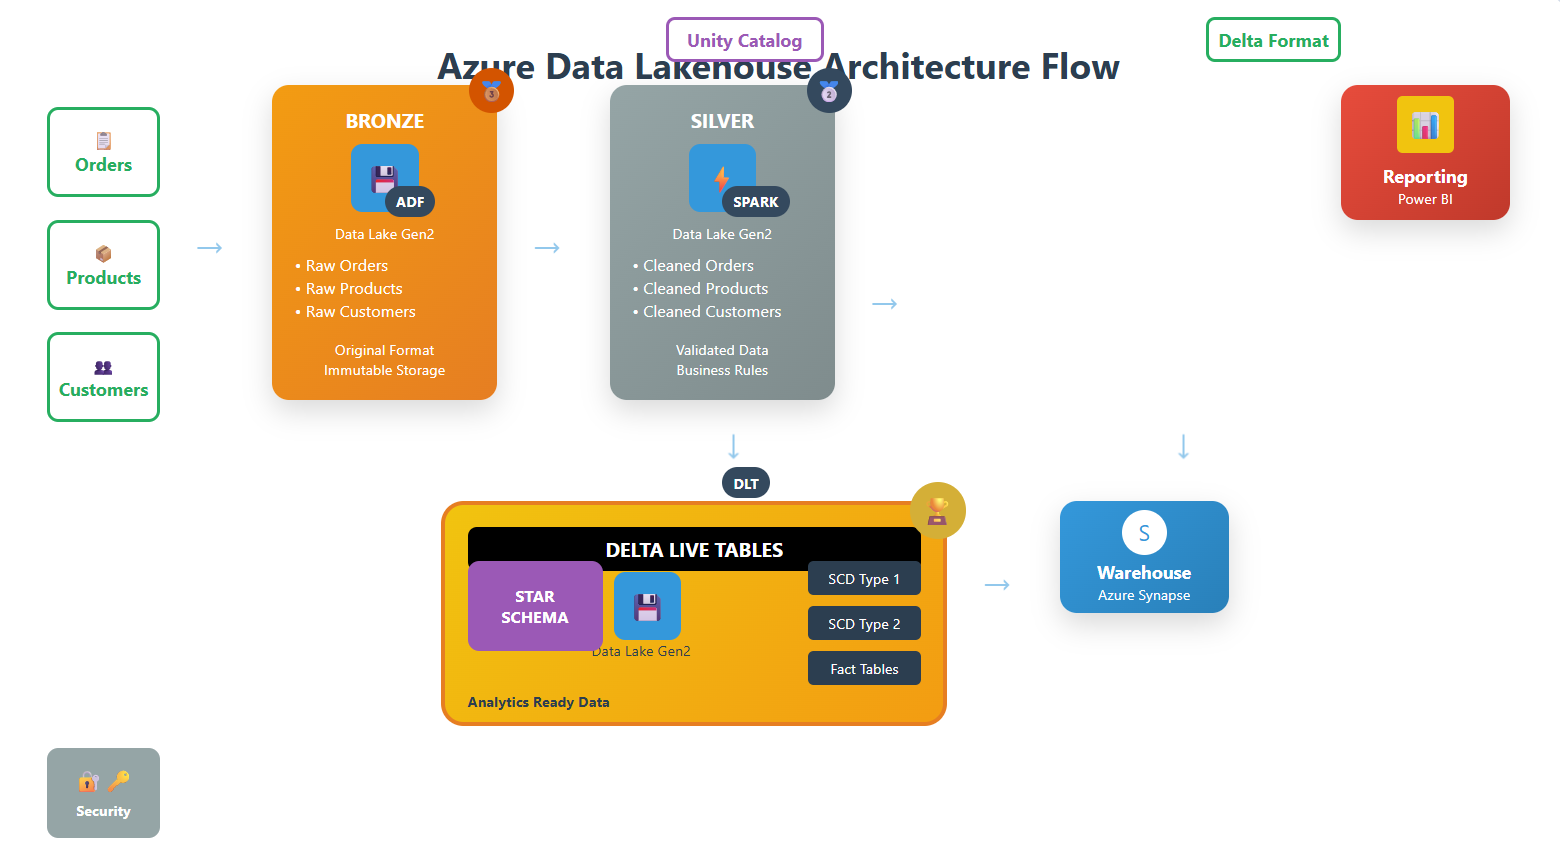 Unity Catalog
Delta Format
Azure Data Lakehouse Architecture Flow
Orders
Products
Customers
BRONZE
3
ADF
Data Lake Gen2
• Raw Orders
• Raw Products
• Raw Customers
Original Format
Immutable Storage
SILVER
2
SPARK
Data Lake Gen2
• Cleaned Orders
• Cleaned Products
• Cleaned Customers
Validated Data
Business Rules
Reporting
Power BI
DLT
DELTA LIVE TABLES
STAR
SCHEMA
Data Lake Gen2
SCD Type 1
SCD Type 2
Fact Tables
Analytics Ready Data
S
Warehouse
Azure Synapse
Security